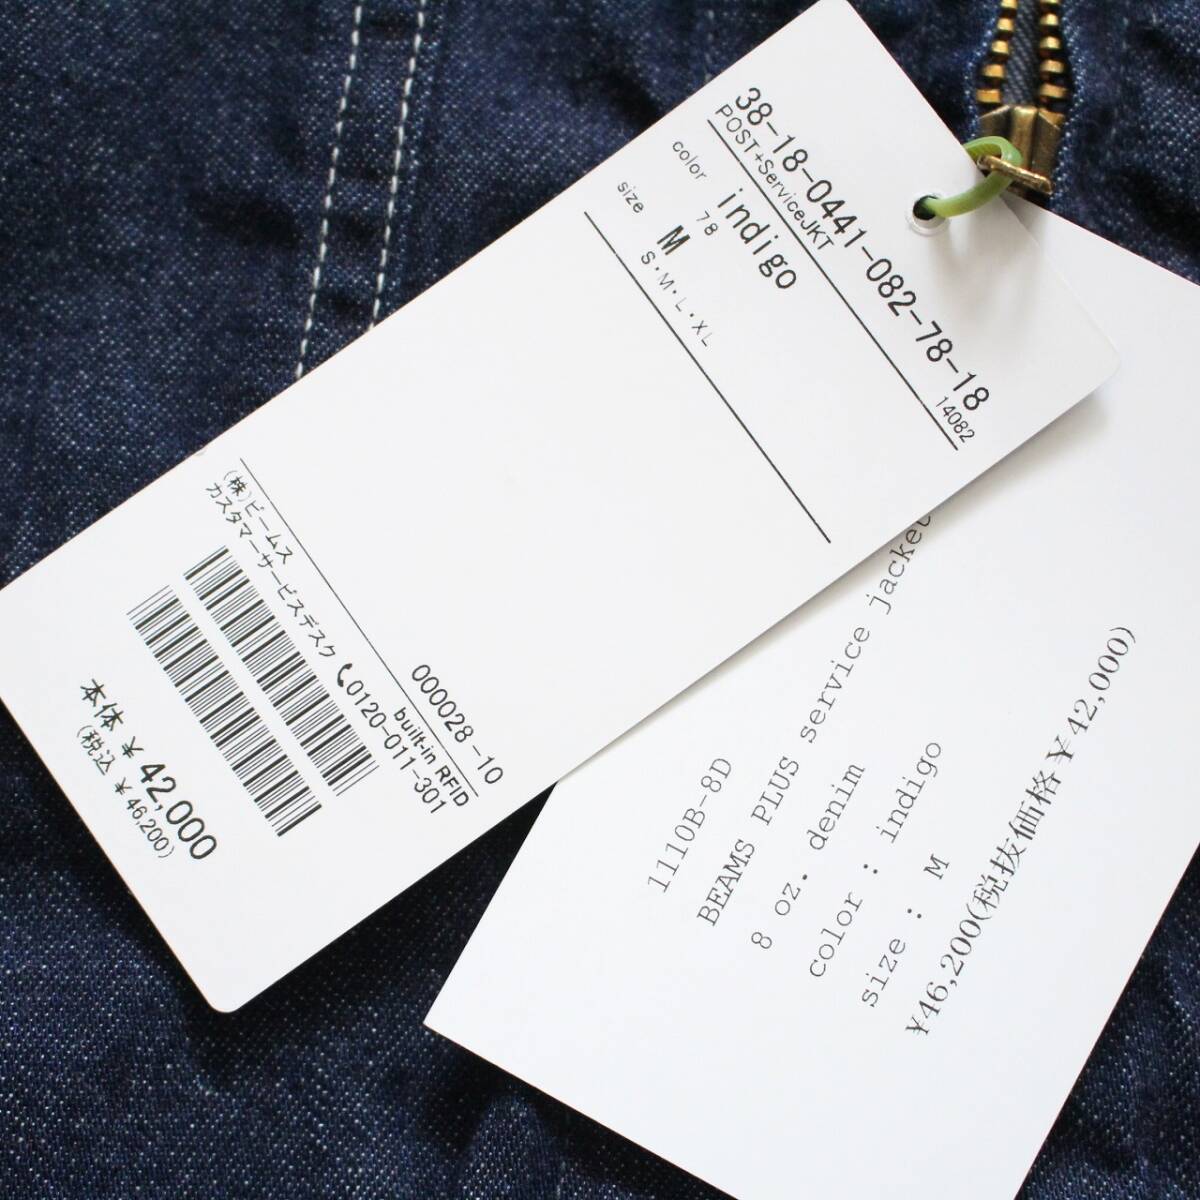 38-18-0441-082-78-18
POST+ServiceJKT 14082
color indigo
78
size M
S・M・L・XL
000028 -10
built-in RFID
(株)ビームス
カスタマーサービスデスク 0120-011-301
本体 ¥ 42,000
(税込 ¥ 46,200)
1110B-8D
BEAMS PLUS service jacket
8 oz. denim
color : indigo
size : M
¥46,200(税抜価格¥42,000)